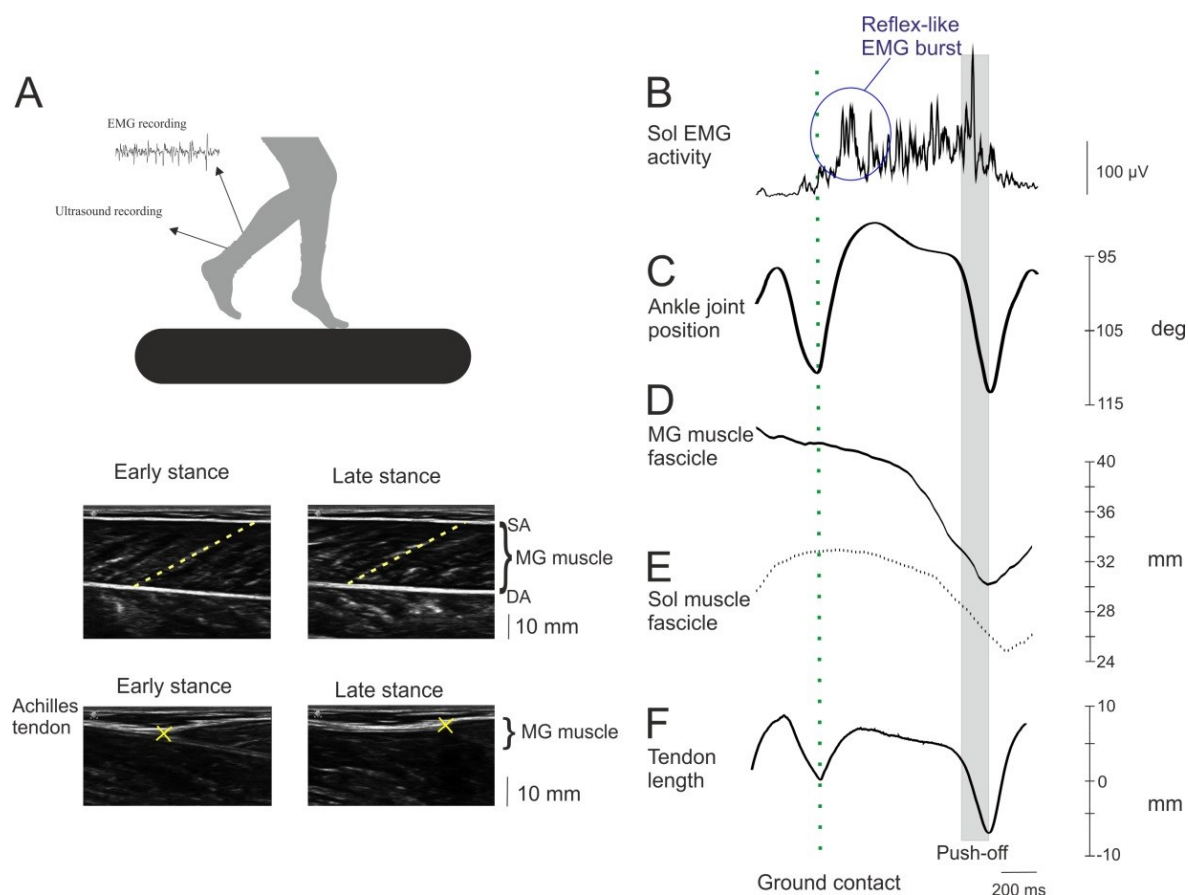 A
EMG recording
Ultrasound recording
Early stance
Late stance
SA
MG muscle
DA
10 mm
Early stance
Late stance
Achilles
tendon
MG muscle
10 mm
Reflex-like
EMG burst
B
Sol EMG
activity
100 µV
C
Ankle joint
position
95
105
115
deg
D
MG muscle
fascicle
E
Sol muscle
fascicle
40
36
32
28
24
mm
F
Tendon
length
10
0
-10
mm
Push-off
Ground contact
200 ms